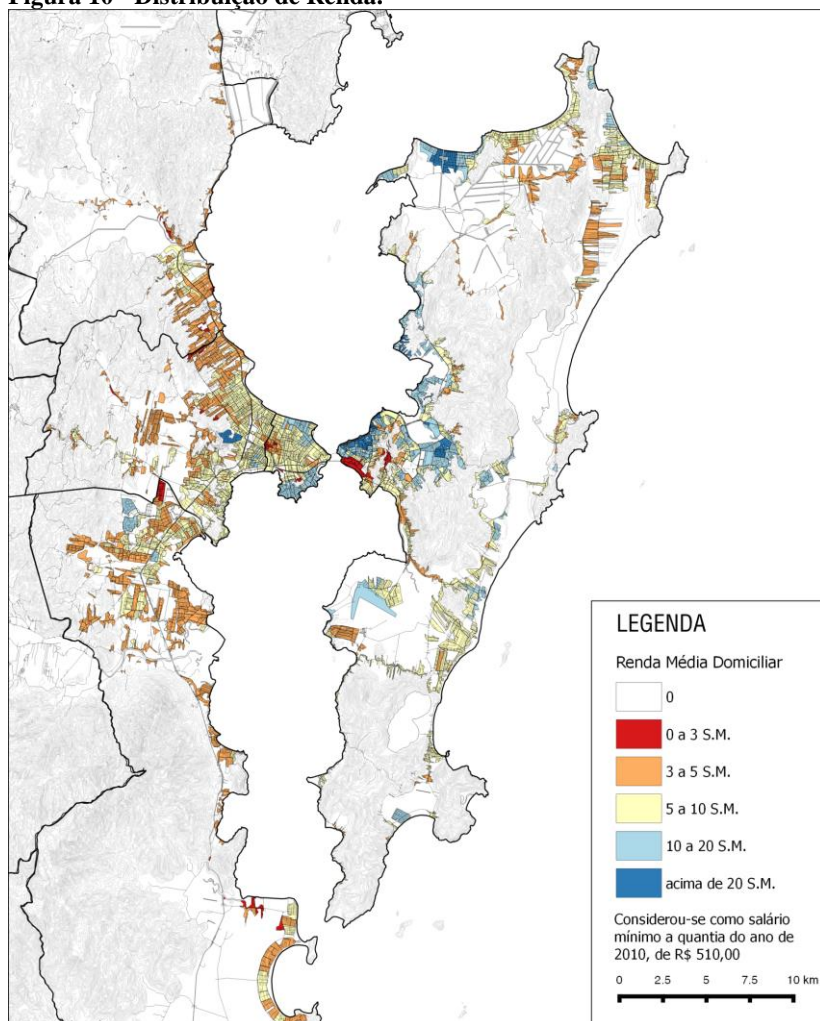 Figura 10 - Distribuição de Renda.
LEGENDA
Renda Média Domiciliar
0
0 a 3 S.M.
3 a 5 S.M.
5 a 10 S.M.
10 a 20 S.M.
acima de 20 S.M.
Considerou-se como salário
mínimo a quantia do ano de
2010, de R$ 510,00
0 2.5 5 7.5 10 km